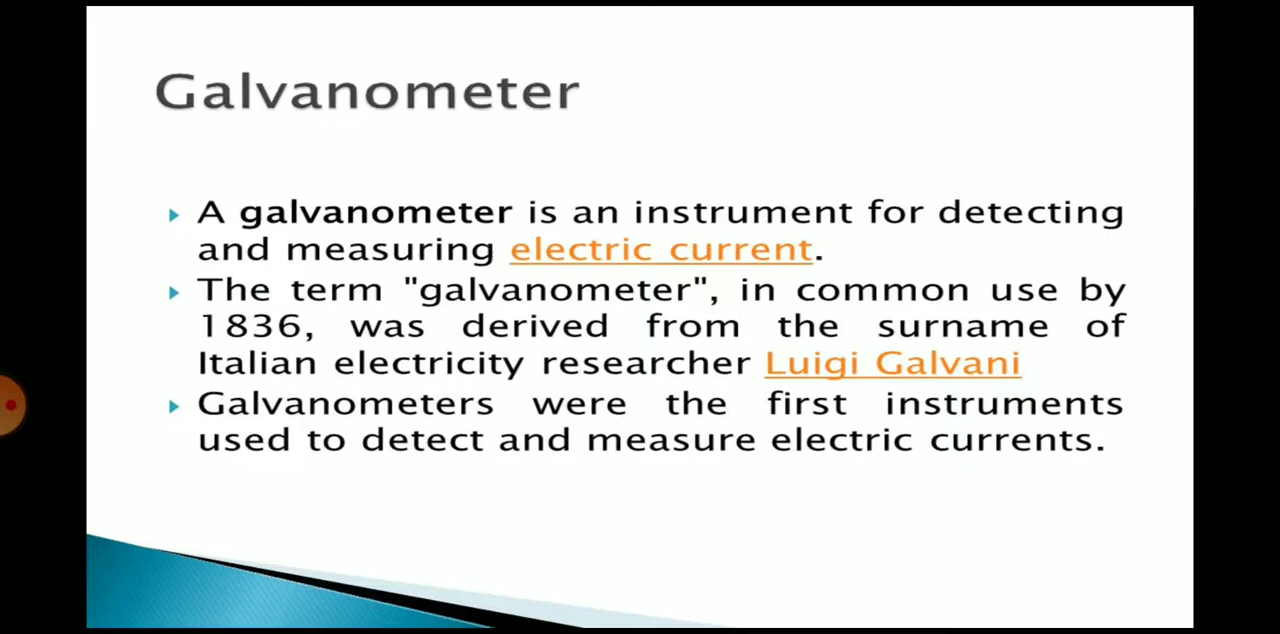 Galvanometer
A galvanometer is an instrument for detecting
and measuring electric current.
The term "galvanometer", in common use by
1836, was derived from the surname of
Italian electricity researcher Luigi Galvani
Galvanometers were the first instruments
used to detect and measure electric currents.